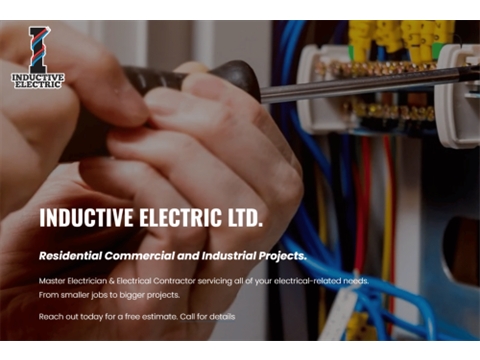 INDUCTIVE
ELECTRIC
INDUCTIVE ELECTRIC LTD.
Residential Commercial and Industrial Projects.
Master Electrician & Electrical Contractor servicing all of your electrical-related needs.
From smaller jobs to bigger projects.
Reach out today for a free estimate. Call for details